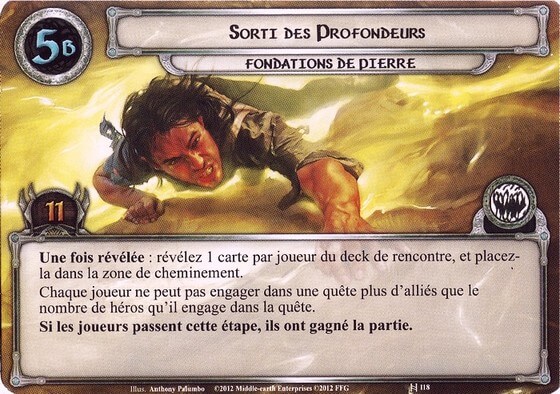 5B
SORTI DES PROFONDEURS
FONDATIONS DE PIERRE
11
Une fois révélée : révélez 1 carte par joueur du deck de rencontre, et placez-
la dans la zone de cheminement.
Chaque joueur ne peut pas engager dans une quête plus d'alliés que le
nombre de héros qu'il engage dans la quête.
Si les joueurs passent cette étape, ils ont gagné la partie.
Illus. Anthony Palumbo ©2012 Middle-earth Enterprises ©2012 FFG 118